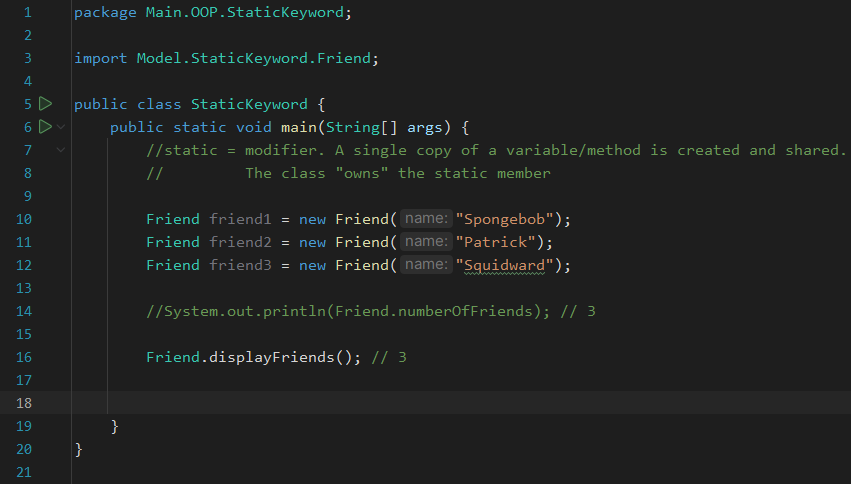 1 package Main.OOP.StaticKeyword;
2
3 import Model.StaticKeyword.Friend;
4
5 public class StaticKeyword {
6 public static void main(String[] args) {
7 //static = modifier. A single copy of a variable/method is created and shared.
8 // The class "owns" the static member
9
10 Friend friend1 = new Friend( name: "Spongebob");
11 Friend friend2 = new Friend( name: "Patrick");
12 Friend friend3 = new Friend( name: "Squidward");
13
14 //System.out.println(Friend.numberOfFriends); // 3
15
16 Friend.displayFriends(); // 3
17
18
19 }
20 }
21